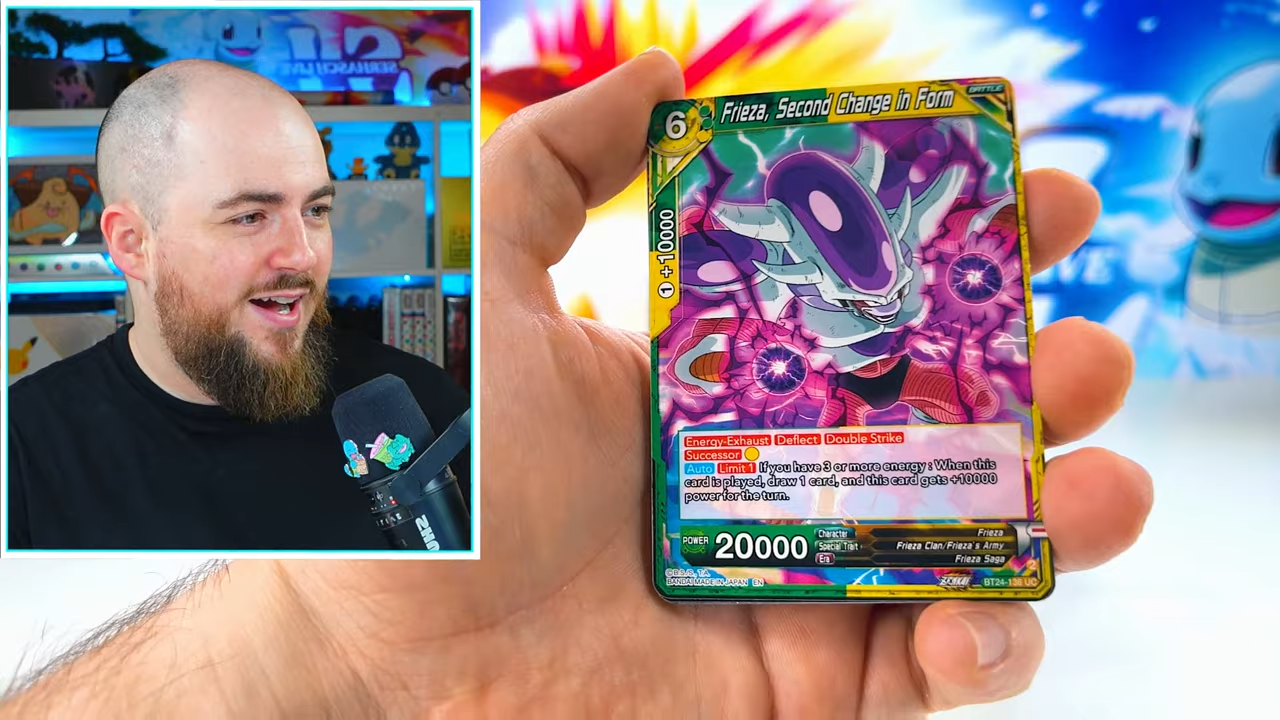 6
Frieza, Second Change in Form
BATTLE
1 +10000
Energy-Exhaust Deflect Double Strike
Successor
Auto Limit 1 If you have 3 or more energy : When this
card is played, draw 1 card, and this card gets +10000
power for the turn.
POWER 20000
Character Frieza
Special Trait Frieza Clan/Frieza's Army
Era Frieza Saga
BANDAI MADE IN JAPAN EN
BT24-136 UC